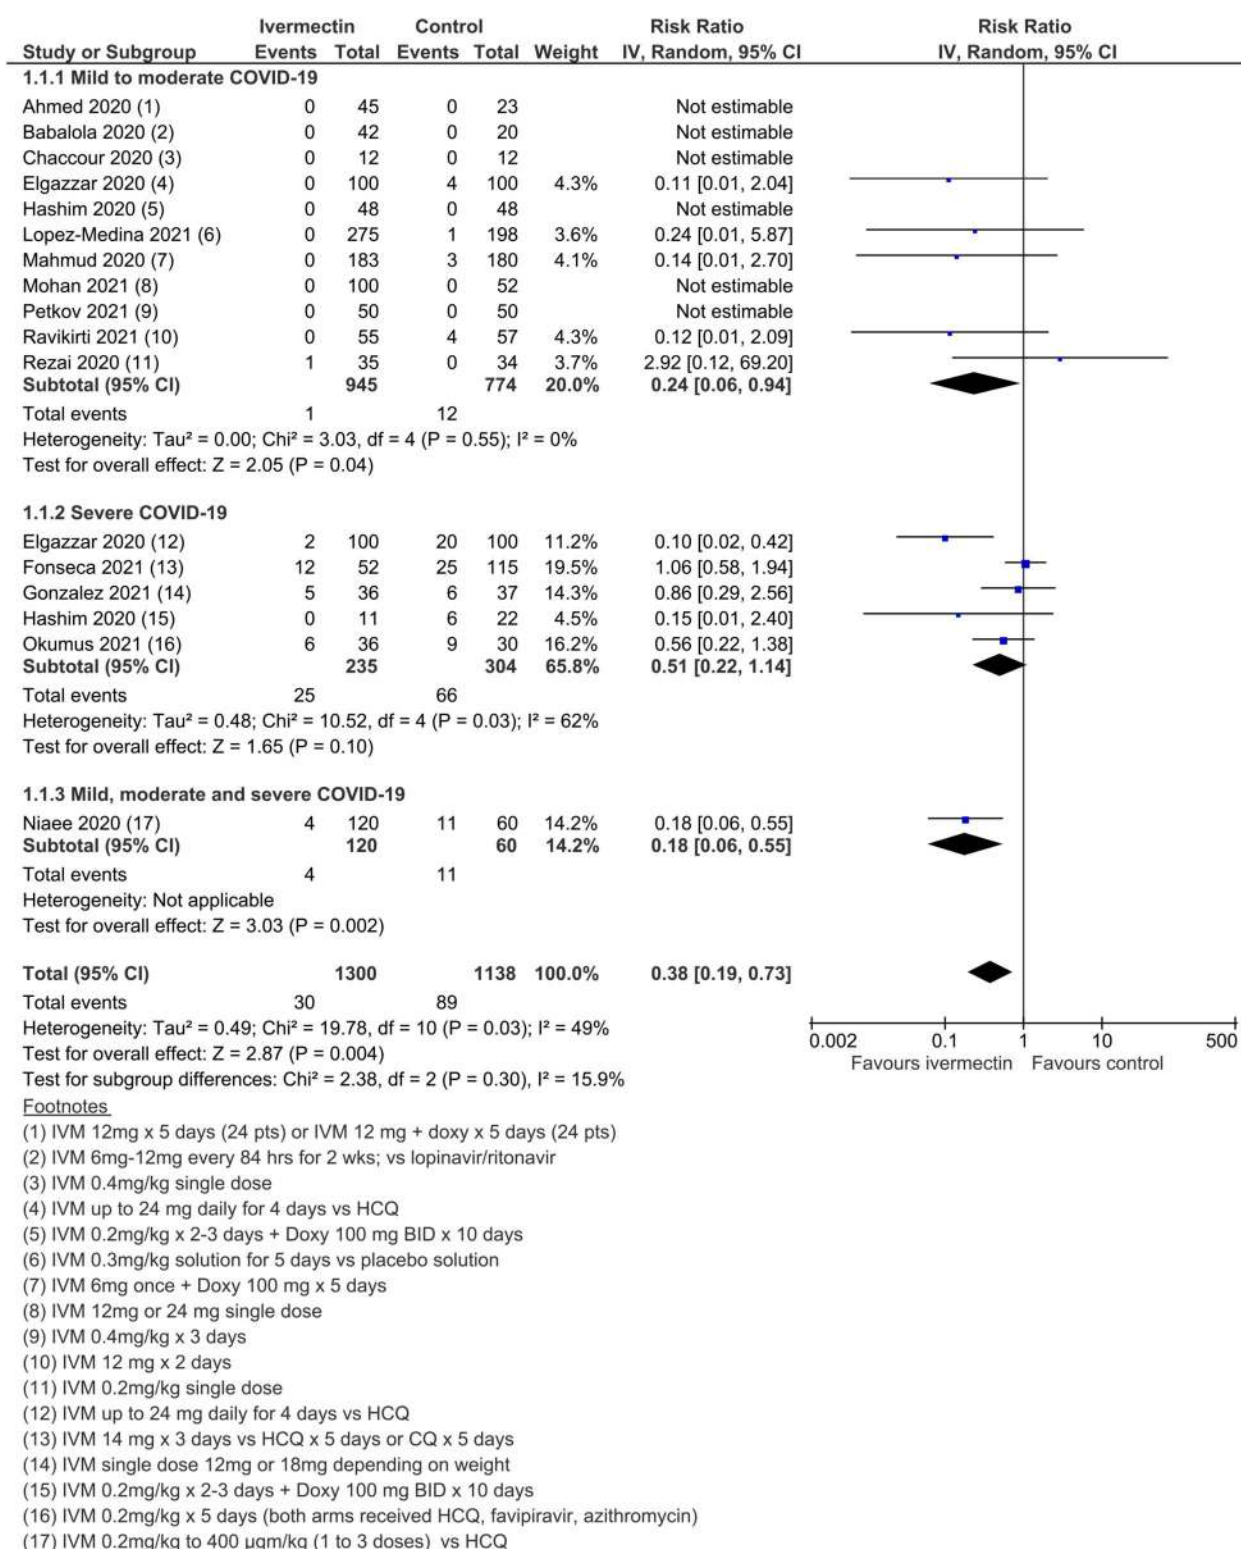 Ivermectin Control Risk Ratio Risk Ratio
Study or Subgroup Events Total Events Total Weight IV, Random, 95% CI IV, Random, 95% CI
1.1.1 Mild to moderate COVID-19
Ahmed 2020 (1) 0 45 0 23 Not estimable
Babalola 2020 (2) 0 42 0 20 Not estimable
Chaccour 2020 (3) 0 12 0 12 Not estimable
Elgazzar 2020 (4) 0 100 4 100 4.3% 0.11 [0.01, 2.04]
Hashim 2020 (5) 0 48 0 48 Not estimable
Lopez-Medina 2021 (6) 0 275 1 198 3.6% 0.24 [0.01, 5.87]
Mahmud 2020 (7) 0 183 3 180 4.1% 0.14 [0.01, 2.70]
Mohan 2021 (8) 0 100 0 52 Not estimable
Petkov 2021 (9) 0 50 0 50 Not estimable
Ravikirti 2021 (10) 0 55 4 57 4.3% 0.12 [0.01, 2.09]
Rezai 2020 (11) 1 35 0 34 3.7% 2.92 [0.12, 69.20]
Subtotal (95% CI) 945 774 20.0% 0.24 [0.06, 0.94]
Total events 1 12
Heterogeneity: Tau² = 0.00; Chi² = 3.03, df = 4 (P = 0.55); I² = 0%
Test for overall effect: Z = 2.05 (P = 0.04)
1.1.2 Severe COVID-19
Elgazzar 2020 (12) 2 100 20 100 11.2% 0.10 [0.02, 0.42]
Fonseca 2021 (13) 12 52 25 115 19.5% 1.06 [0.58, 1.94]
Gonzalez 2021 (14) 5 36 6 37 14.3% 0.86 [0.29, 2.56]
Hashim 2020 (15) 0 11 6 22 4.5% 0.15 [0.01, 2.40]
Okumus 2021 (16) 6 36 9 30 16.2% 0.56 [0.22, 1.38]
Subtotal (95% CI) 235 304 65.8% 0.51 [0.22, 1.14]
Total events 25 66
Heterogeneity: Tau² = 0.48; Chi² = 10.52, df = 4 (P = 0.03); I² = 62%
Test for overall effect: Z = 1.65 (P = 0.10)
1.1.3 Mild, moderate and severe COVID-19
Niaee 2020 (17) 4 120 11 60 14.2% 0.18 [0.06, 0.55]
Subtotal (95% CI) 120 60 14.2% 0.18 [0.06, 0.55]
Total events 4 11
Heterogeneity: Not applicable
Test for overall effect: Z = 3.03 (P = 0.002)
Total (95% CI) 1300 1138 100.0% 0.38 [0.19, 0.73]
Total events 30 89
Heterogeneity: Tau² = 0.49; Chi² = 19.78, df = 10 (P = 0.03); I² = 49%
Test for overall effect: Z = 2.87 (P = 0.004)
Test for subgroup differences: Chi² = 2.38, df = 2 (P = 0.30), I² = 15.9%
0.002 0.1 1 10 500
Favours ivermectin Favours control
Footnotes
(1) IVM 12mg x 5 days (24 pts) or IVM 12 mg + doxy x 5 days (24 pts)
(2) IVM 6mg-12mg every 84 hrs for 2 wks; vs lopinavir/ritonavir
(3) IVM 0.4mg/kg single dose
(4) IVM up to 24 mg daily for 4 days vs HCQ
(5) IVM 0.2mg/kg x 2-3 days + Doxy 100 mg BID x 10 days
(6) IVM 0.3mg/kg solution for 5 days vs placebo solution
(7) IVM 6mg once + Doxy 100 mg x 5 days
(8) IVM 12mg or 24 mg single dose
(9) IVM 0.4mg/kg x 3 days
(10) IVM 12 mg x 2 days
(11) IVM 0.2mg/kg single dose
(12) IVM up to 24 mg daily for 4 days vs HCQ
(13) IVM 14 mg x 3 days vs HCQ x 5 days or CQ x 5 days
(14) IVM single dose 12mg or 18mg depending on weight
(15) IVM 0.2mg/kg x 2-3 days + Doxy 100 mg BID x 10 days
(16) IVM 0.2mg/kg x 5 days (both arms received HCQ, favipiravir, azithromycin)
(17) IVM 0.2mg/kg to 400 µgm/kg (1 to 3 doses) vs HCQ